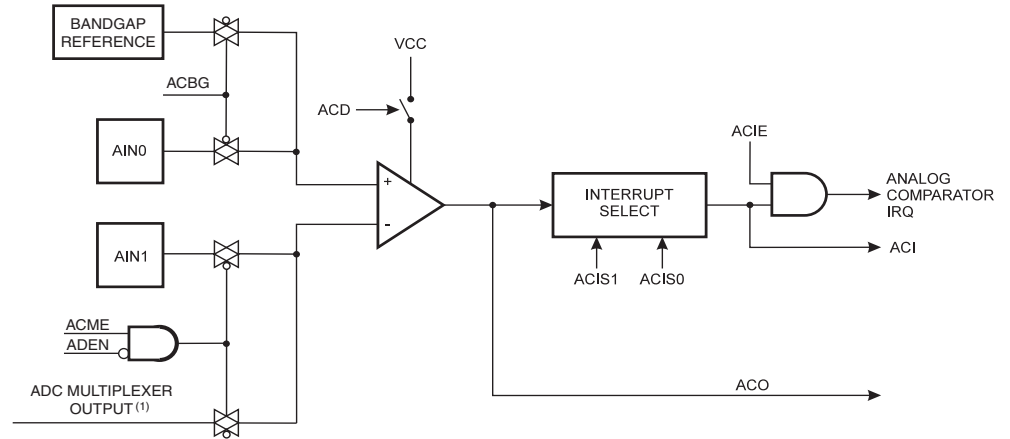 BANDGAP
REFERENCE
ACBG
AIN0
AIN1
ACME
ADEN
ADC MULTIPLEXER
OUTPUT (1)
VCC
ACD
+
-
INTERRUPT
SELECT
ACIS1
ACIS0
ACIE
ANALOG
COMPARATOR
IRQ
ACI
ACO